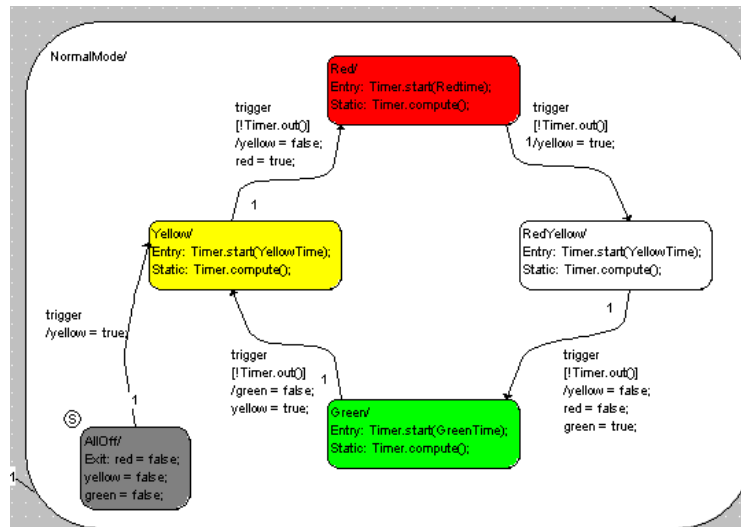 NormalMode/
Red/
Entry: Timer.start(Redtime);
Static: Timer.compute();
trigger
[!Timer.out()]
/yellow = false;
red = true;
1
trigger
[!Timer.out()]
1/yellow = true;
Yellow/
Entry: Timer.start(YellowTime);
Static: Timer.compute();
RedYellow/
Entry: Timer.start(YellowTime);
Static: Timer.compute();
1
trigger
/yellow = true;
1
trigger
[!Timer.out()]
/green = false;
yellow = true;
1
trigger
[!Timer.out()]
/yellow = false;
red = false;
green = true;
Green/
Entry: Timer.start(GreenTime);
Static: Timer.compute();
S
AllOff/
Exit: red = false;
yellow = false;
green = false;
1